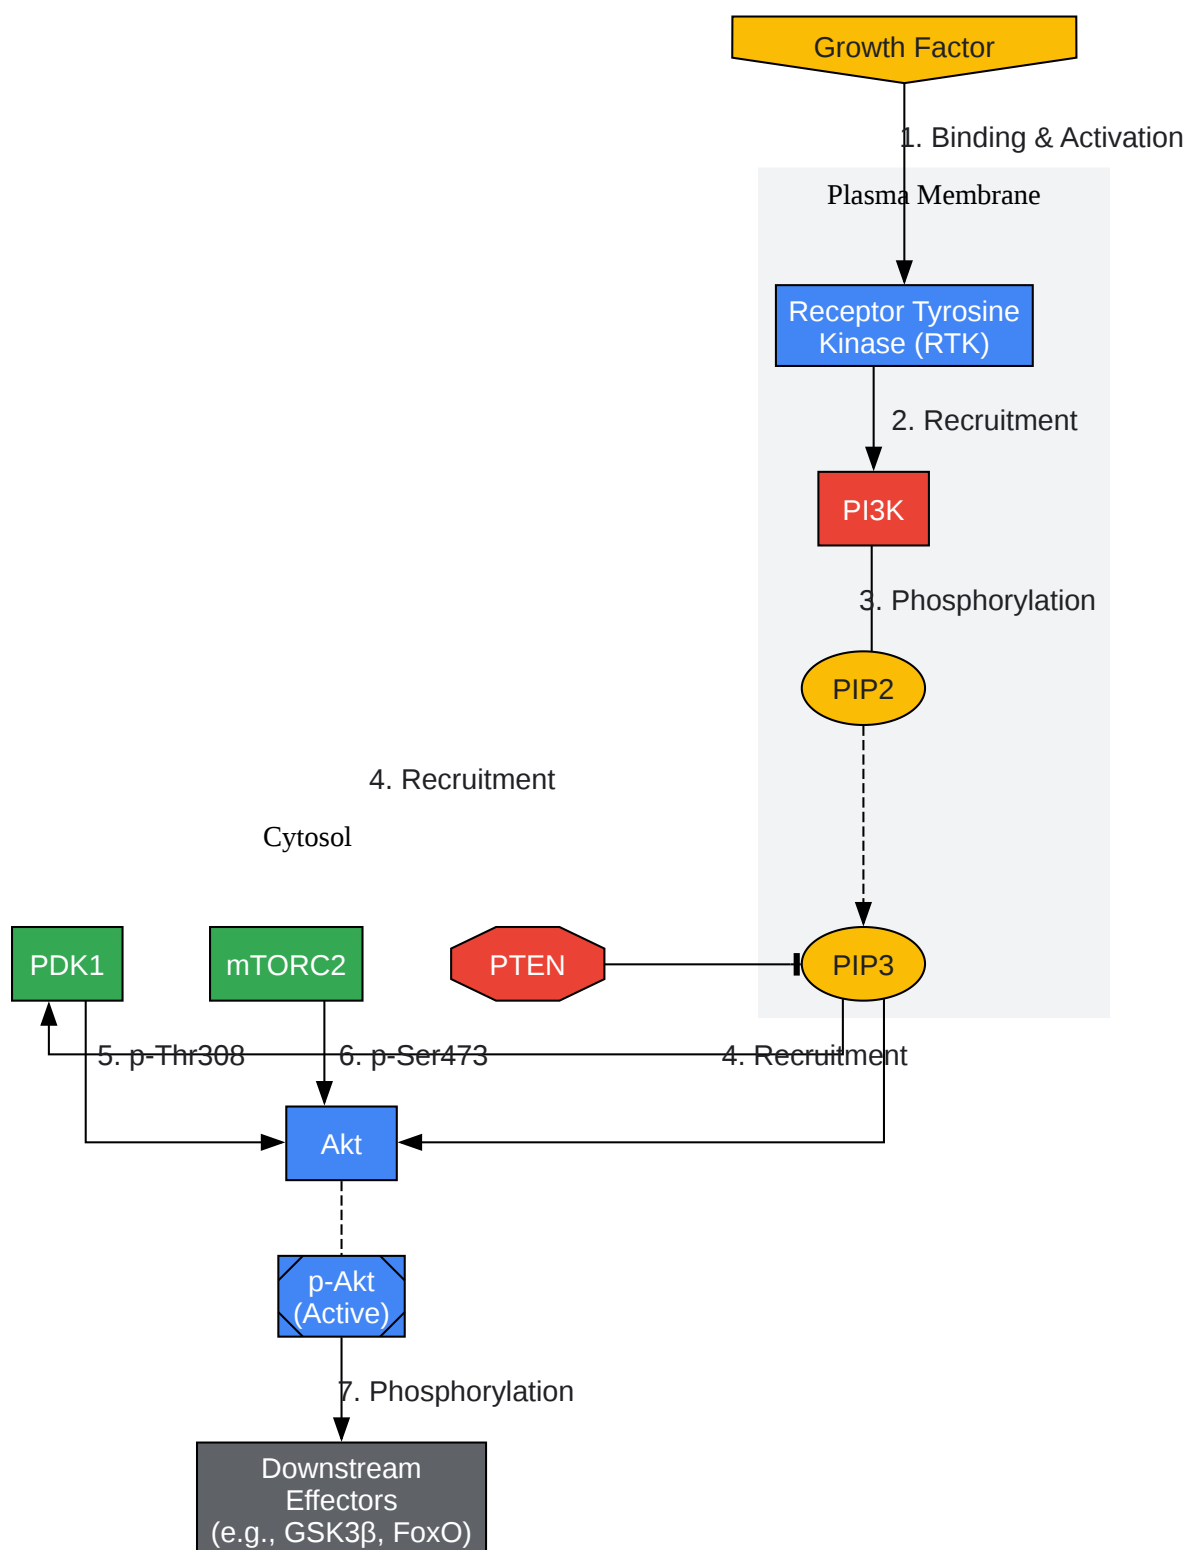 Growth Factor
1. Binding & Activation
Plasma Membrane
Receptor Tyrosine
Kinase (RTK)
2. Recruitment
PI3K
3. Phosphorylation
PIP2
4. Recruitment
Cytosol
PDK1
mTORC2
PTEN
PIP3
5. p-Thr308
6. p-Ser473
4. Recruitment
Akt
p-Akt
(Active)
7. Phosphorylation
Downstream
Effectors
(e.g., GSK3β, FoxO)